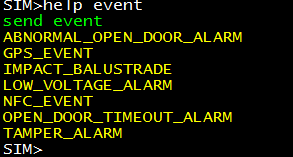 SIM>help event
send event
ABNORMAL_OPEN_DOOR_ALARM
GPS_EVENT
IMPACT_BALUSTRADE
LOW_VOLTAGE_ALARM
NFC_EVENT
OPEN_DOOR_TIMEOUT_ALARM
TAMPER_ALARM
SIM>